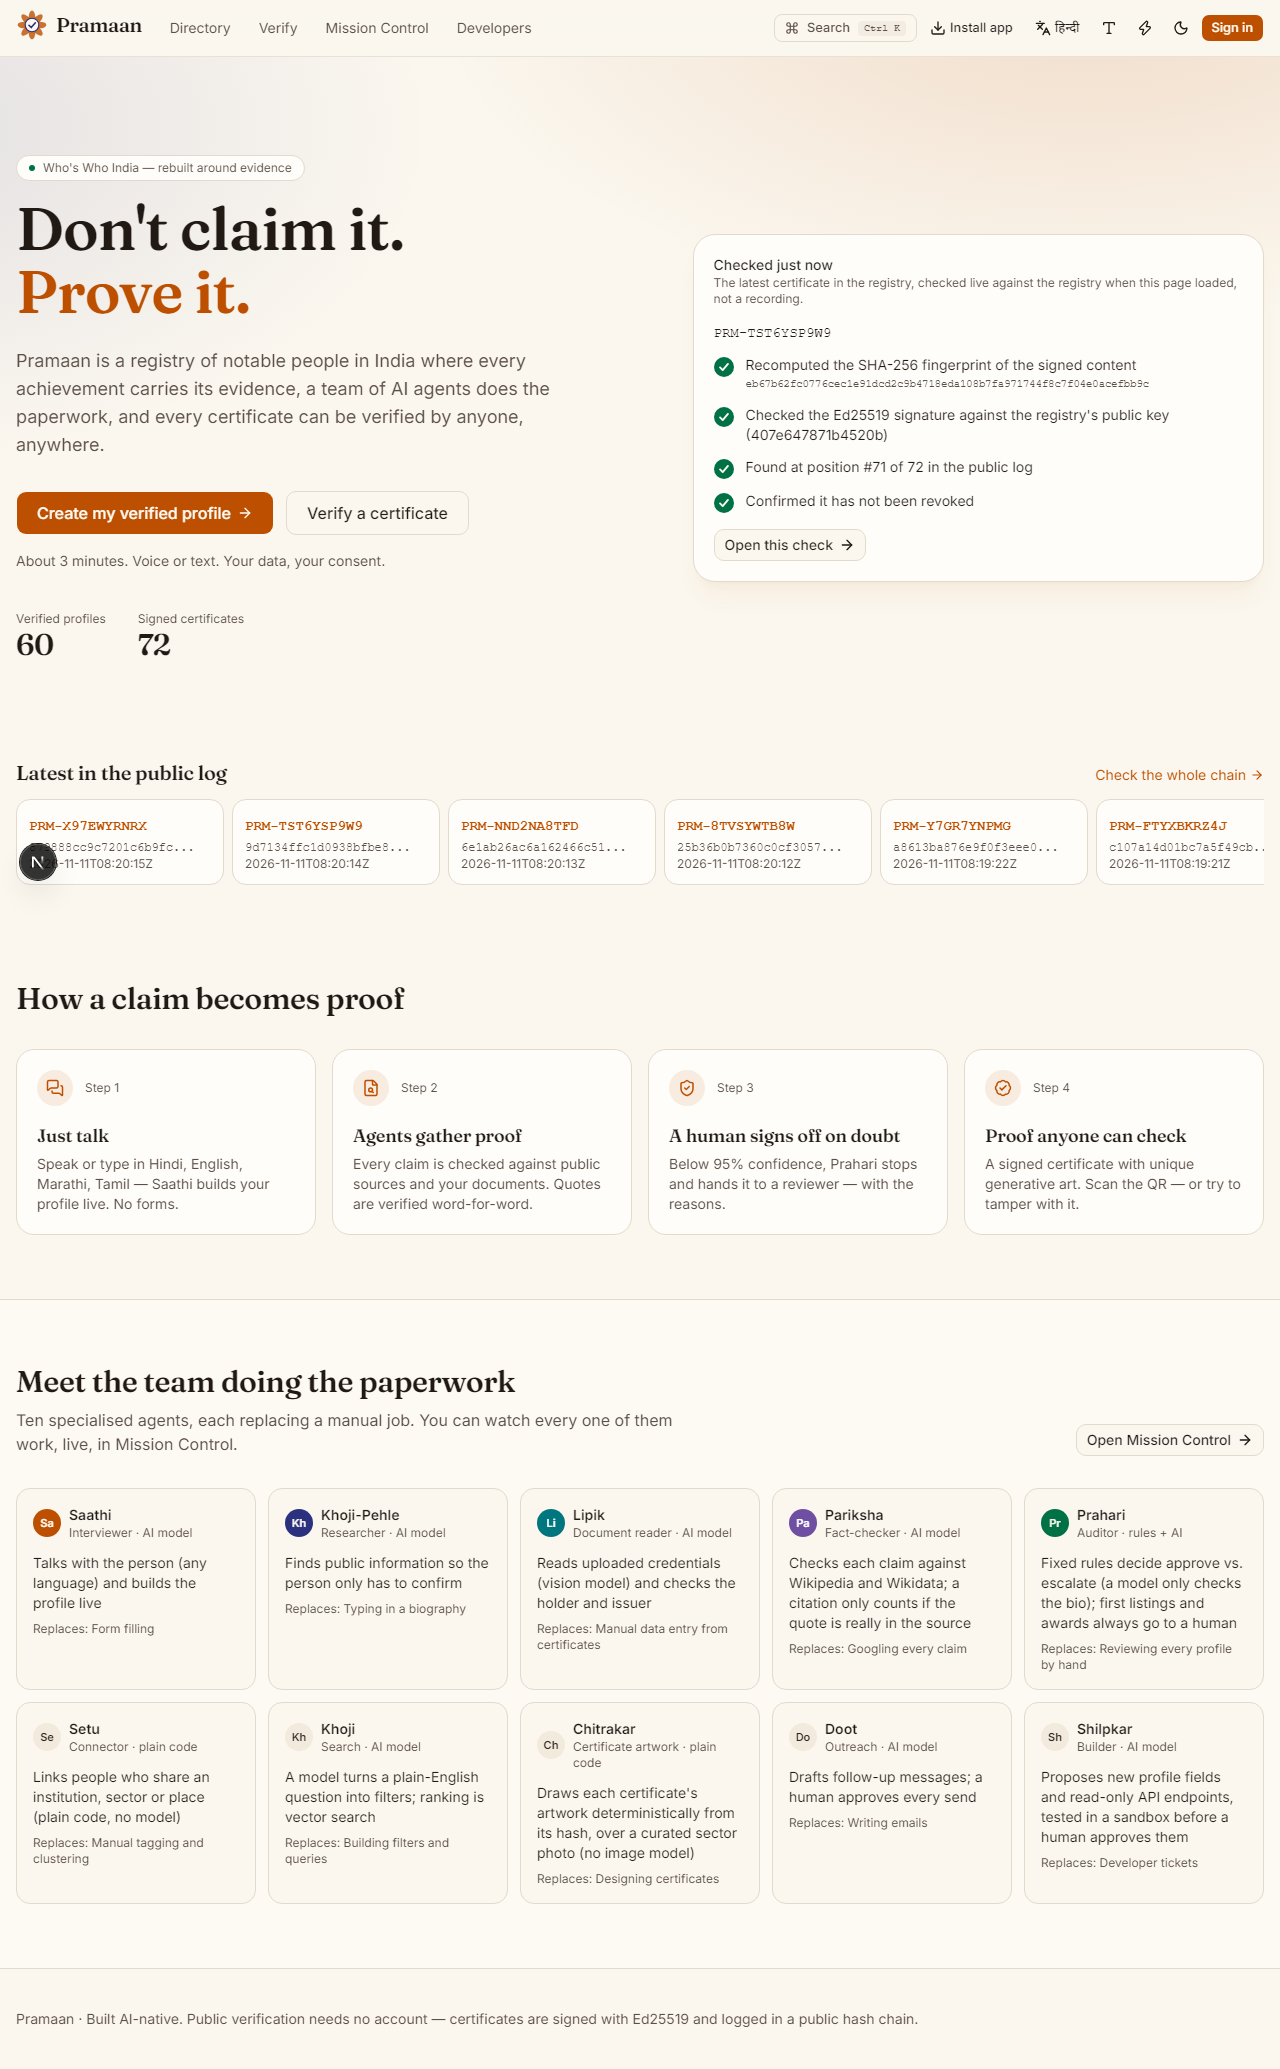 Pramaan
Directory
Verify
Mission Control
Developers
Search
Ctrl K
Install app
हिन्दी
Sign in
Who's Who India — rebuilt around evidence
Don't claim it.
Prove it.
Pramaan is a registry of notable people in India where every
achievement carries its evidence, a team of AI agents does the
paperwork, and every certificate can be verified by anyone,
anywhere.
Create my verified profile →
Verify a certificate
About 3 minutes. Voice or text. Your data, your consent.
Verified profiles
60
Signed certificates
72
Checked just now
The latest certificate in the registry, checked live against the registry when this page loaded,
not a recording.
PRM-TST6YSP9W9
Recomputed the SHA-256 fingerprint of the signed content
eb67b62fc0776cec1e91dcd2c9b4718eda108b7fa971744f8c7f04e0acefbb9c
Checked the Ed25519 signature against the registry's public key
(407e647871b4520b)
Found at position #71 of 72 in the public log
Confirmed it has not been revoked
Open this check →
Latest in the public log
Check the whole chain →
PRM-X97EWYRNRX
888cc9c7201c6b9fc...
6-11-11T08:20:15Z
PRM-TST6YSP9W9
9d7134ffc1d0938bfbe8...
2026-11-11T08:20:14Z
PRM-NND2NA8TFD
6e1ab26ac6a162466c51...
2026-11-11T08:20:13Z
PRM-8TVSYWTB8W
25b36b0b7360c0cf3057...
2026-11-11T08:20:12Z
PRM-Y7GR7YNPMG
a8613ba876e9f0f3eee0...
2026-11-11T08:19:22Z
PRM-FTYXBKRZ4J
c107a14d01bc7a5f49cb..
2026-11-11T08:19:21Z
How a claim becomes proof
Step 1
Just talk
Speak or type in Hindi, English,
Marathi, Tamil — Saathi builds your
profile live. No forms.
Step 2
Agents gather proof
Every claim is checked against public
sources and your documents. Quotes
are verified word-for-word.
Step 3
A human signs off on doubt
Below 95% confidence, Prahari stops
and hands it to a reviewer — with the
reasons.
Step 4
Proof anyone can check
A signed certificate with unique
generative art. Scan the QR — or try to
tamper with it.
Meet the team doing the paperwork
Ten specialised agents, each replacing a manual job. You can watch every one of them
work, live, in Mission Control.
Open Mission Control →
Sa
Saathi
Interviewer · AI model
Talks with the person (any
language) and builds the
profile live
Replaces: Form filling
Kh
Khoji-Pehle
Researcher · AI model
Finds public information so the
person only has to confirm
Replaces: Typing in a biography
Li
Lipik
Document reader · AI model
Reads uploaded credentials
(vision model) and checks the
holder and issuer
Replaces: Manual data entry from
certificates
Pa
Pariksha
Fact-checker · AI model
Checks each claim against
Wikipedia and Wikidata; a
citation only counts if the
quote is really in the source
Replaces: Googling every claim
Pr
Prahari
Auditor · rules + AI
Fixed rules decide approve vs.
escalate (a model only checks
the bio); first listings and
awards always go to a human
Replaces: Reviewing every profile
by hand
Se
Setu
Connector · plain code
Links people who share an
institution, sector or place
(plain code, no model)
Replaces: Manual tagging and
clustering
Kh
Khoji
Search · AI model
A model turns a plain-English
question into filters; ranking is
vector search
Replaces: Building filters and
queries
Ch
Chitrakar
Certificate artwork · plain
code
Draws each certificate's
artwork deterministically from
its hash, over a curated sector
photo (no image model)
Replaces: Designing certificates
Do
Doot
Outreach · AI model
Drafts follow-up messages; a
human approves every send
Replaces: Writing emails
Sh
Shilpkar
Builder · AI model
Proposes new profile fields
and read-only API endpoints,
tested in a sandbox before a
human approves them
Replaces: Developer tickets
Pramaan · Built AI-native. Public verification needs no account — certificates are signed with Ed25519 and logged in a public hash chain.